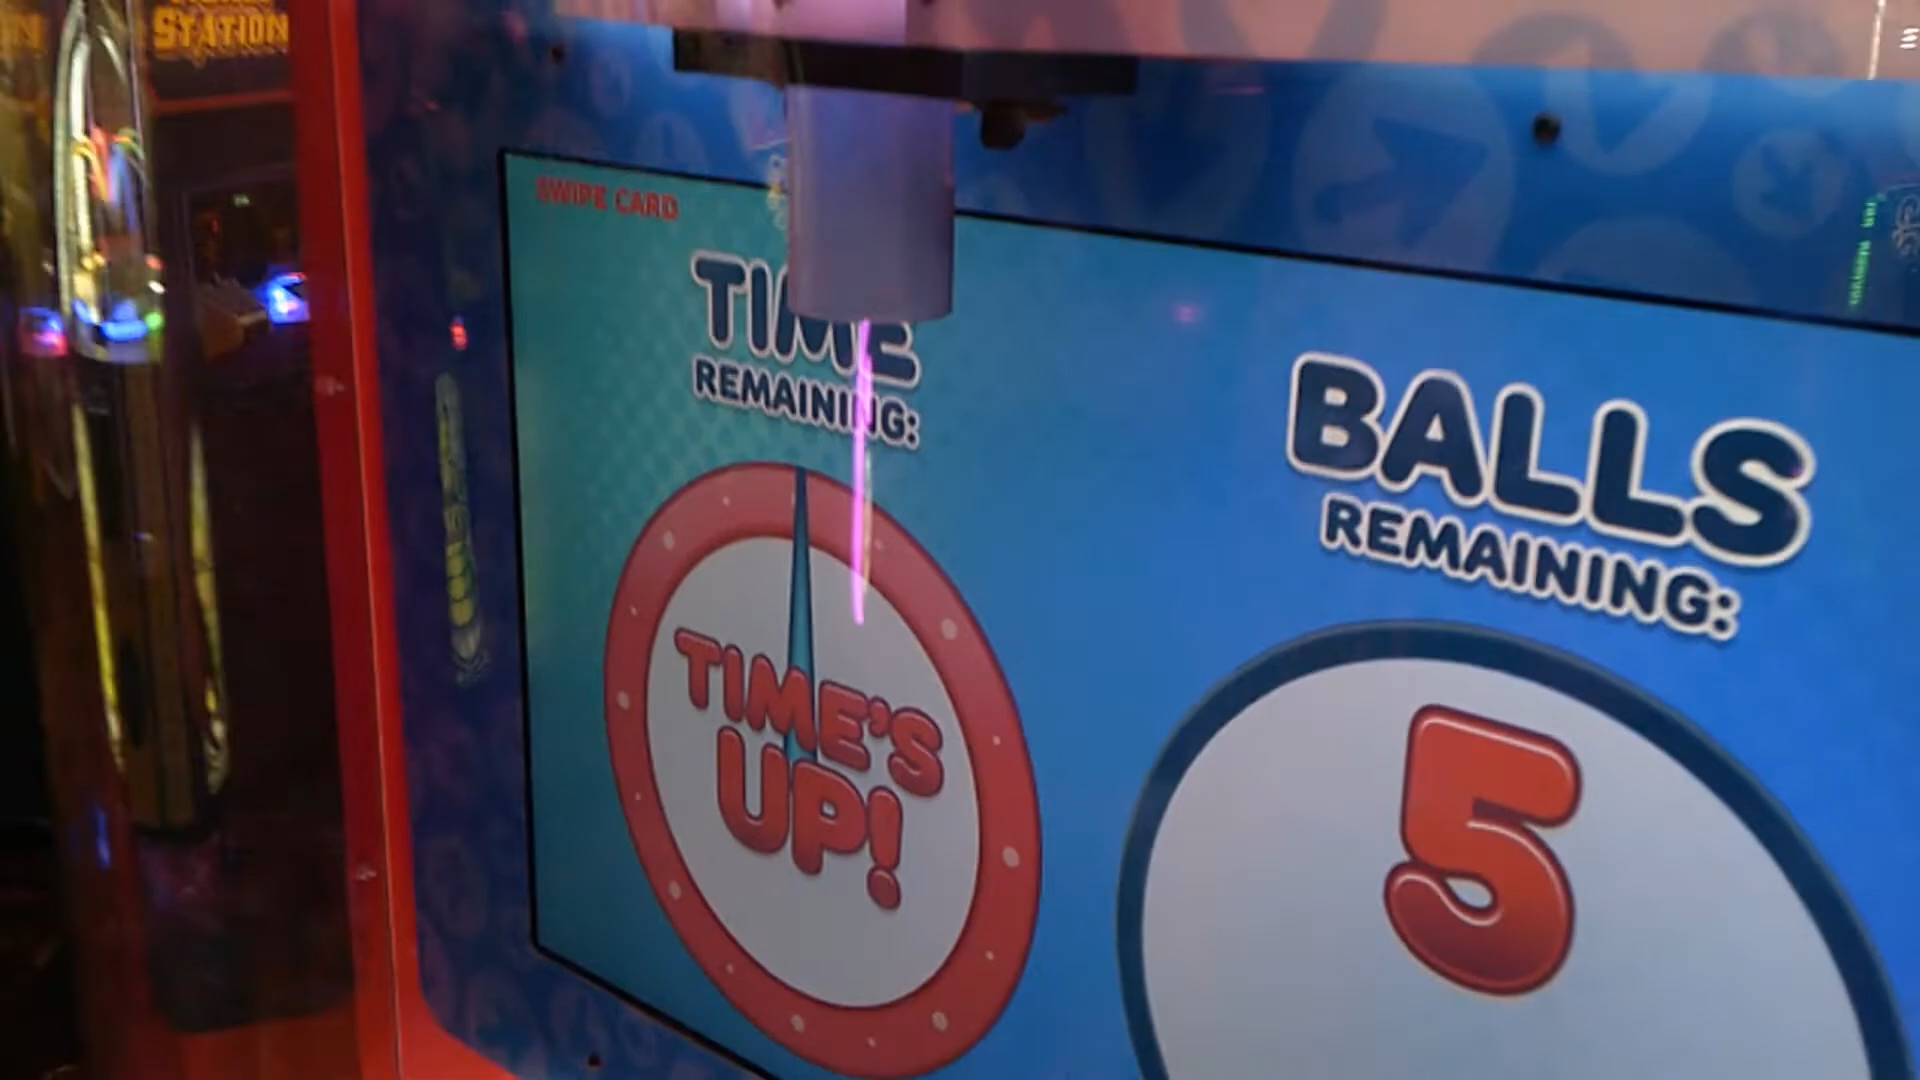 STATION
SWIPE CARD
TIME
REMAINING:
TIME'S
UP!
BALLS
REMAINING:
5